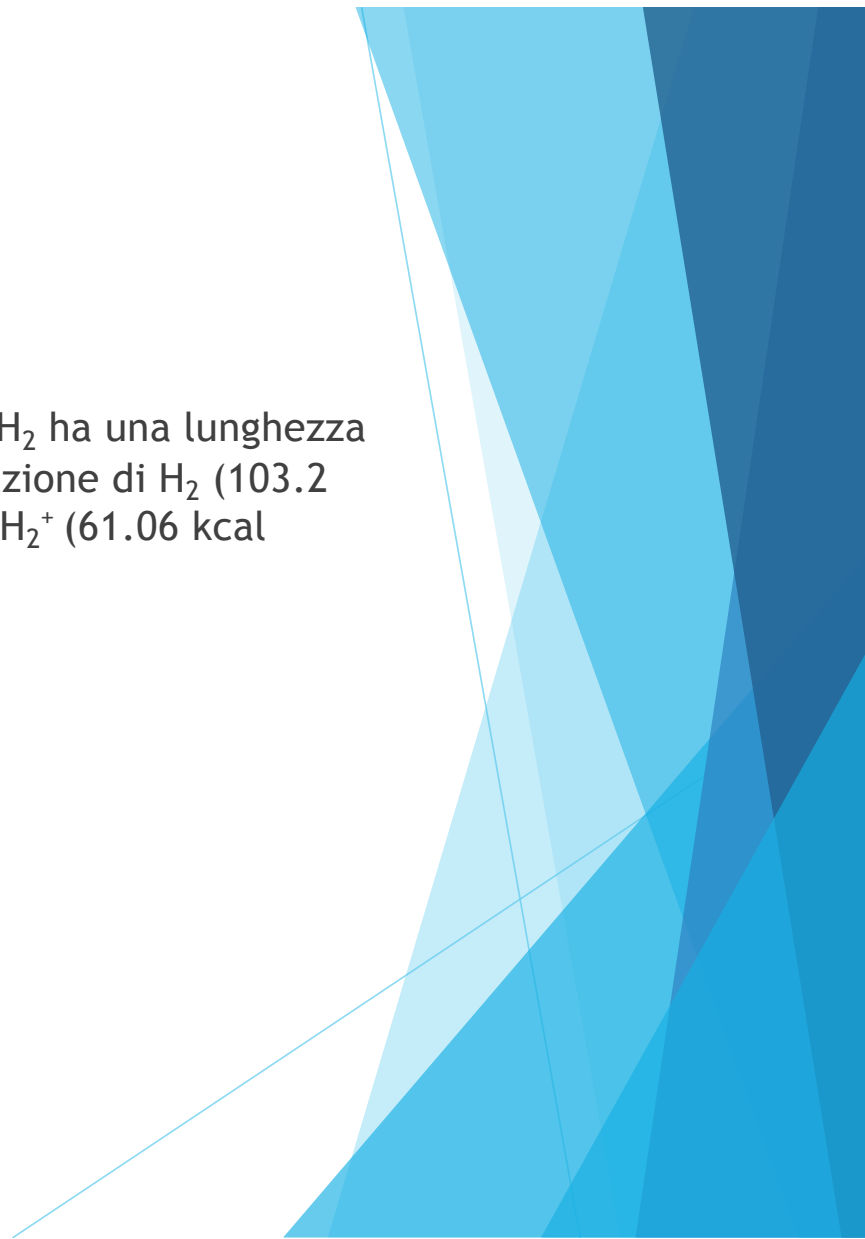 H₂ ha una lunghezza
zione di H₂ (103.2
H₂⁺ (61.06 kcal